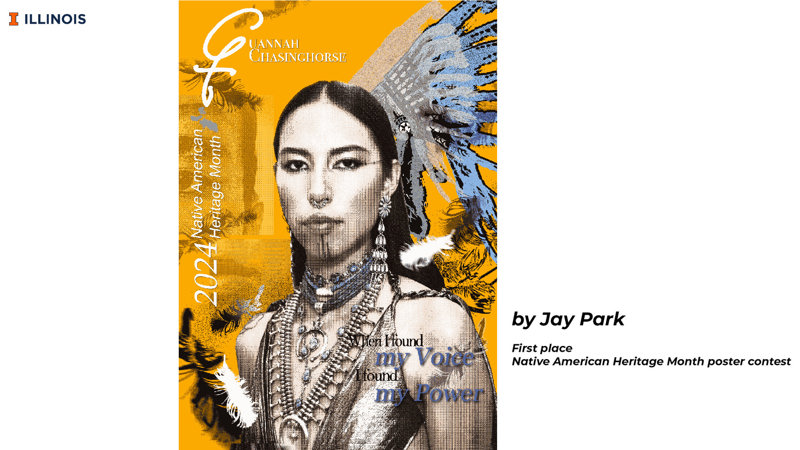 ILLINOIS
QUANNAH
CHASINGHORSE
2024 Native American
Heritage Month
When I found
my Voice
I found
my Power
by Jay Park
First place
Native American Heritage Month poster contest